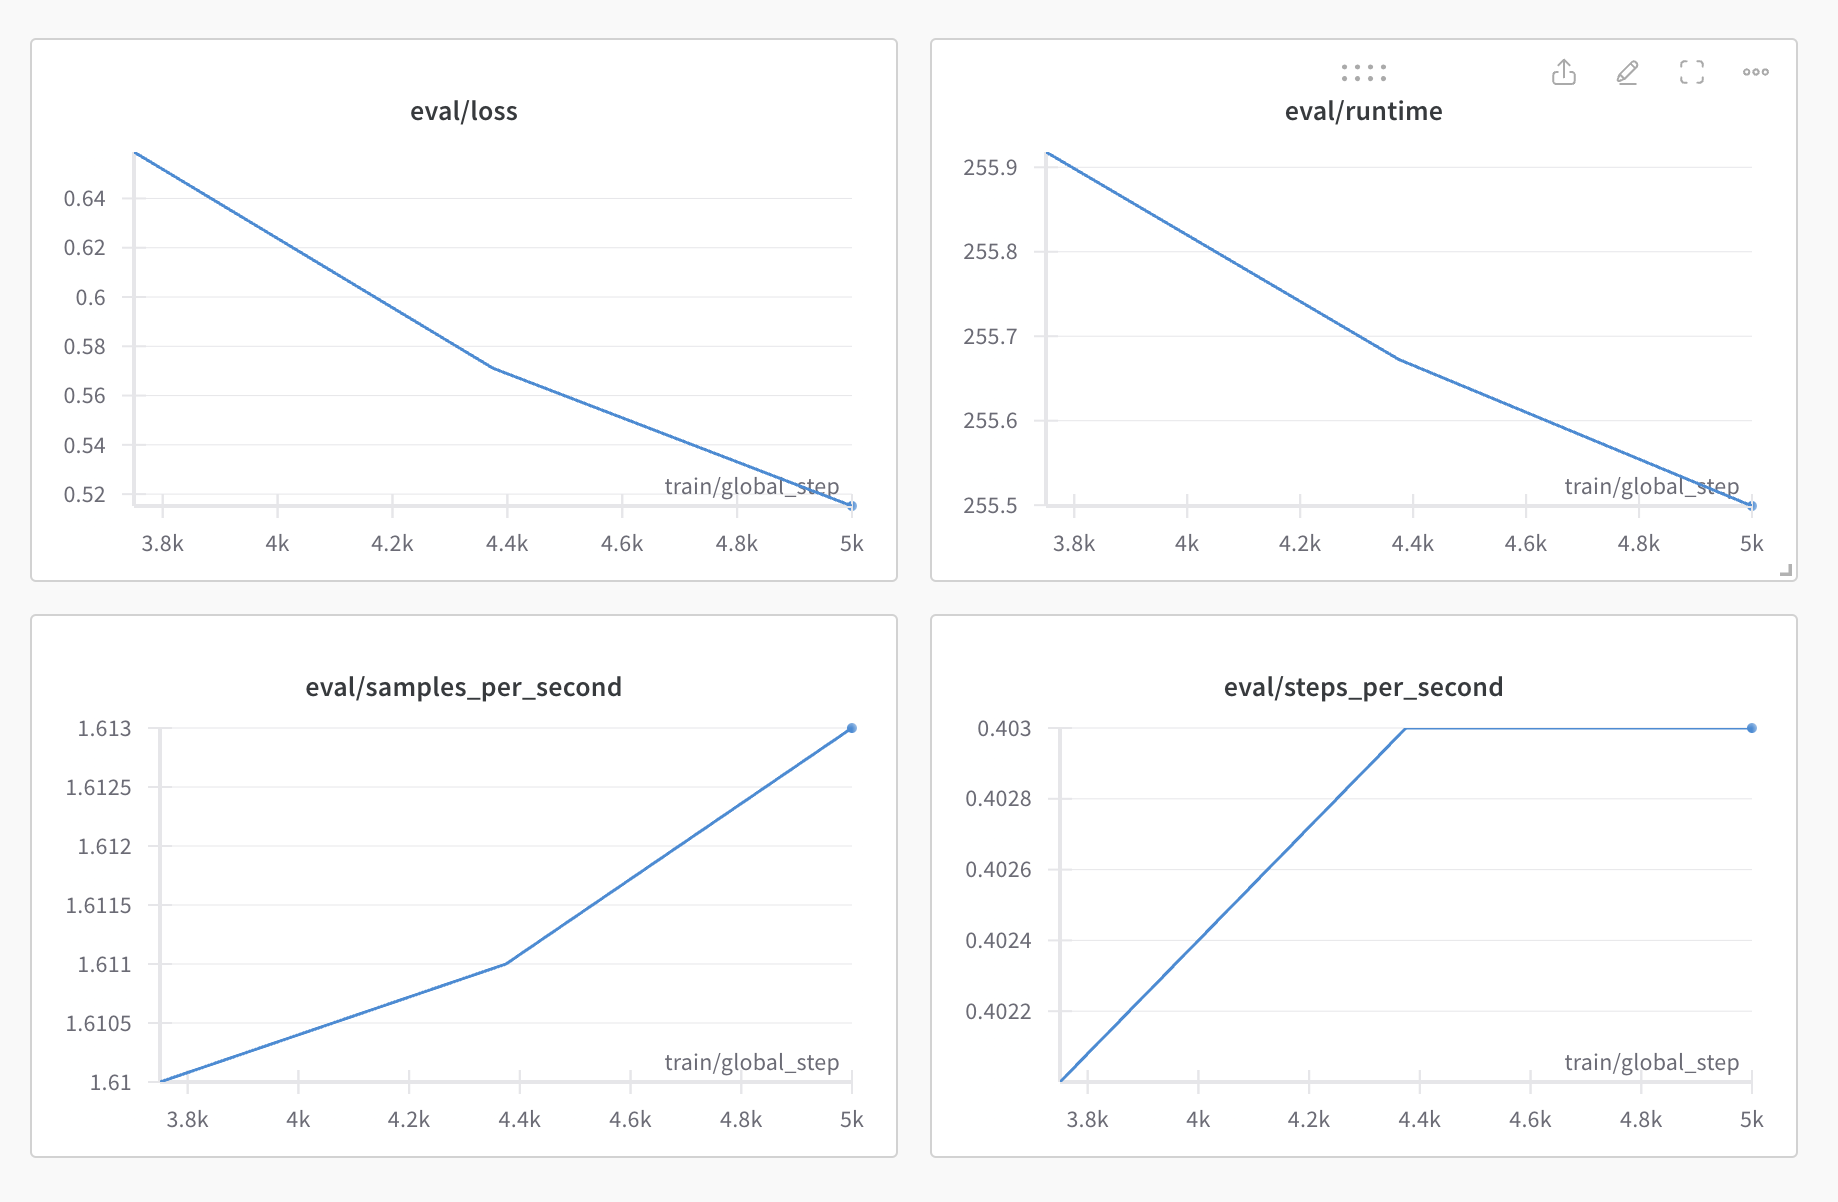 eval/loss
0.64
0.62
0.6
0.58
0.56
0.54
0.52
train/global_step
3.8k 4k 4.2k 4.4k 4.6k 4.8k 5k
eval/runtime
255.9
255.8
255.7
255.6
255.5
train/global_step
3.8k 4k 4.2k 4.4k 4.6k 4.8k 5k
eval/samples_per_second
1.613
1.6125
1.612
1.6115
1.611
1.6105
1.61
train/global_step
3.8k 4k 4.2k 4.4k 4.6k 4.8k 5k
eval/steps_per_second
0.403
0.4028
0.4026
0.4024
0.4022
train/global_step
3.8k 4k 4.2k 4.4k 4.6k 4.8k 5k